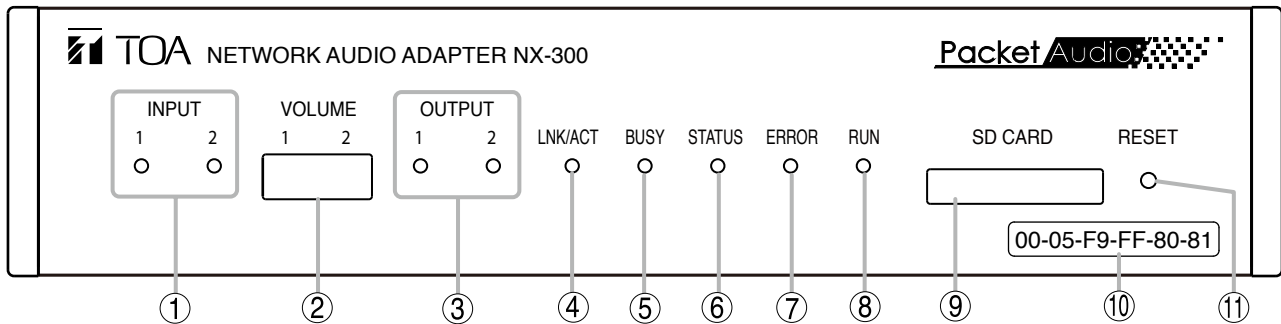 TOA NETWORK AUDIO ADAPTER NX-300
Packet Audio
INPUT VOLUME OUTPUT
1 2 1 2 1 2
LNK/ACT BUSY STATUS ERROR RUN SD CARD RESET
00-05-F9-FF-80-81
① ② ③ ④ ⑤ ⑥ ⑦ ⑧ ⑨ ⑩ ⑪